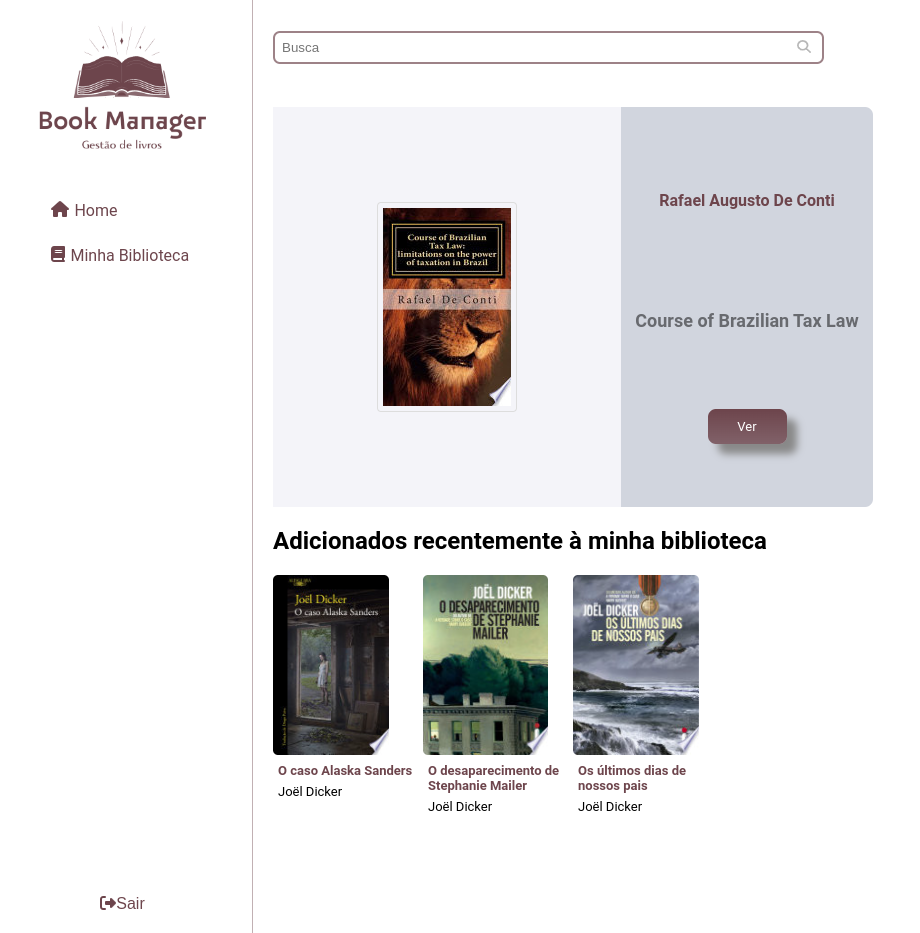 Book Manager
Gestão de livros
Home
Minha Biblioteca
Sair
Busca
Course of Brazilian
Tax Law:
limitations on the power
of taxation in Brazil
Rafael De Conti
Rafael Augusto De Conti
Course of Brazilian Tax Law
Ver
Adicionados recentemente à minha biblioteca
ALFAGUARA
Joël Dicker
O caso Alaska Sanders
O caso Alaska Sanders
Joël Dicker
JOËL DICKER
O DESAPARECIMENTO
DE STEPHANIE
MAILER
O desaparecimento de
Stephanie Mailer
Joël Dicker
JOËL DICKER
OS ÚLTIMOS DIAS
DE NOSSOS PAIS
Os últimos dias de
nossos pais
Joël Dicker